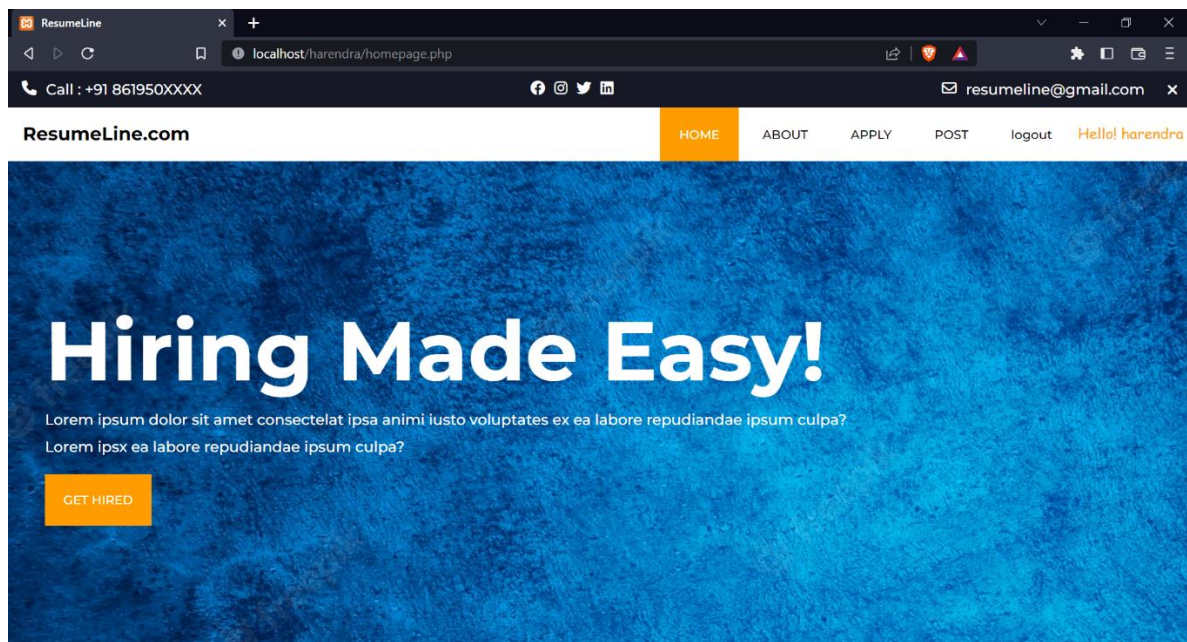 ResumeLine
localhost/harendra/homepage.php
Call : +91 861950XXXX
resumeline@gmail.com
ResumeLine.com HOME ABOUT APPLY POST logout Hello! harendra
Hiring Made Easy!
Lorem ipsum dolor sit amet consectelat ipsa animi iusto voluptates ex ea labore repudiandae ipsum culpa?
Lorem ipsx ea labore repudiandae ipsum culpa?
GET HIRED